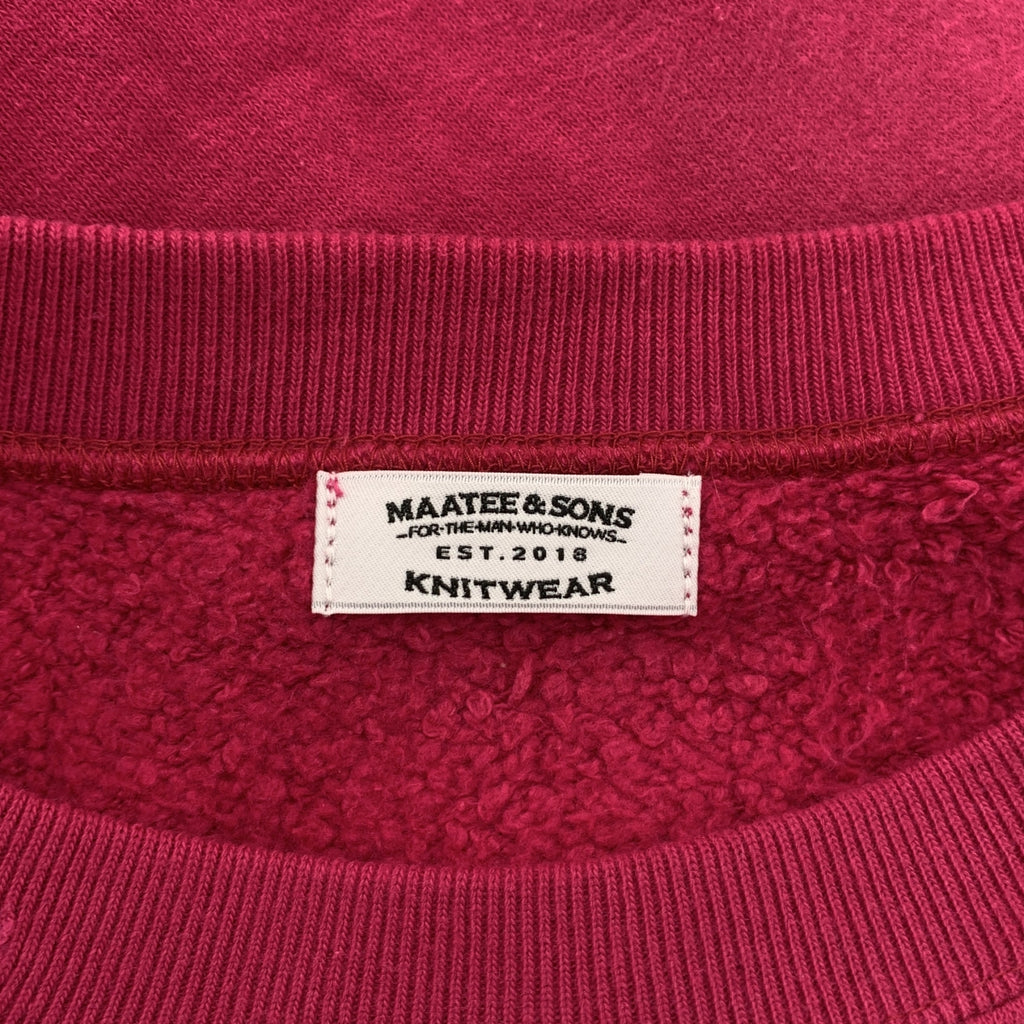 MAATEE & SONS
-FOR·THE·MAN·WHO·KNOWS-
EST.2018
KNITWEAR